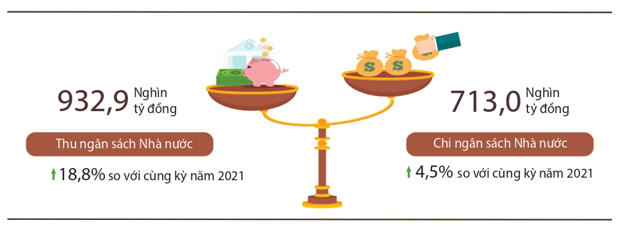 932,9 Nghìn tỷ đồng
Thu ngân sách Nhà nước
18,8% so với cùng kỳ năm 2021
$ $
713,0 Nghìn tỷ đồng
Chi ngân sách Nhà nước
4,5% so với cùng kỳ năm 2021